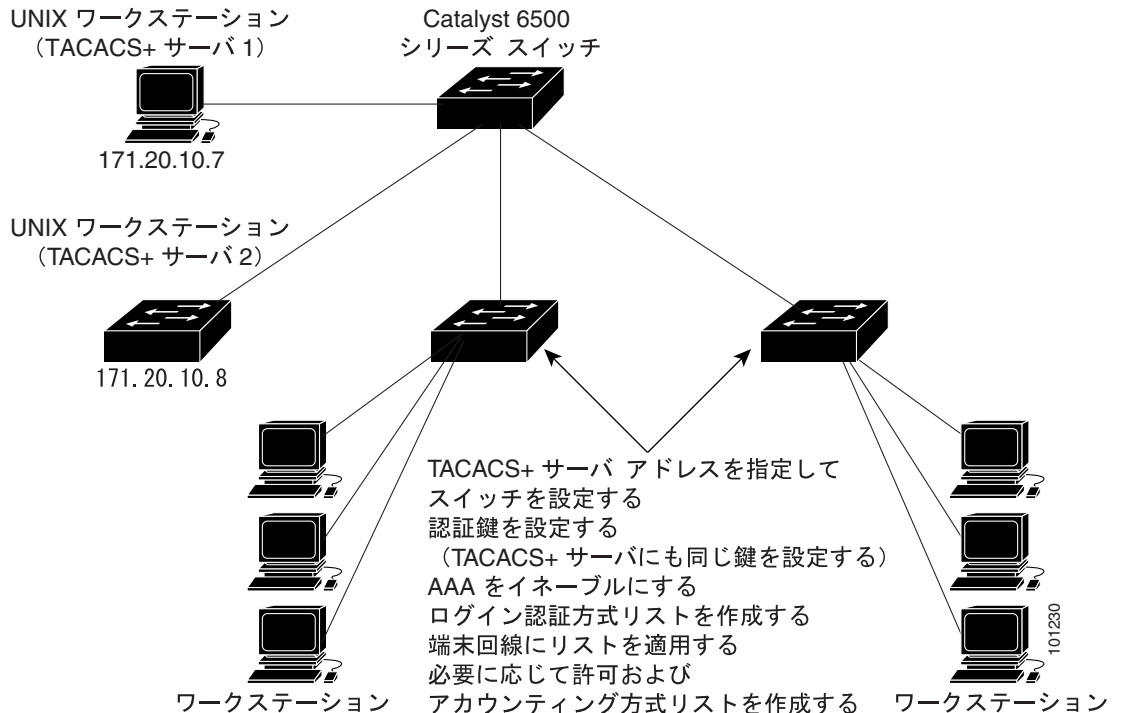 UNIX ワークステーション
（TACACS+ サーバ 1）
Catalyst 6500
シリーズ スイッチ
171.20.10.7
UNIX ワークステーション
（TACACS+ サーバ 2）
171.20.10.8
TACACS+ サーバ アドレスを指定して
スイッチを設定する
認証鍵を設定する
（TACACS+ サーバにも同じ鍵を設定する）
AAA をイネーブルにする
ログイン認証方式リストを作成する
端末回線にリストを適用する
必要に応じて許可および
アカウンティング方式リストを作成する
ワークステーション
ワークステーション
101230